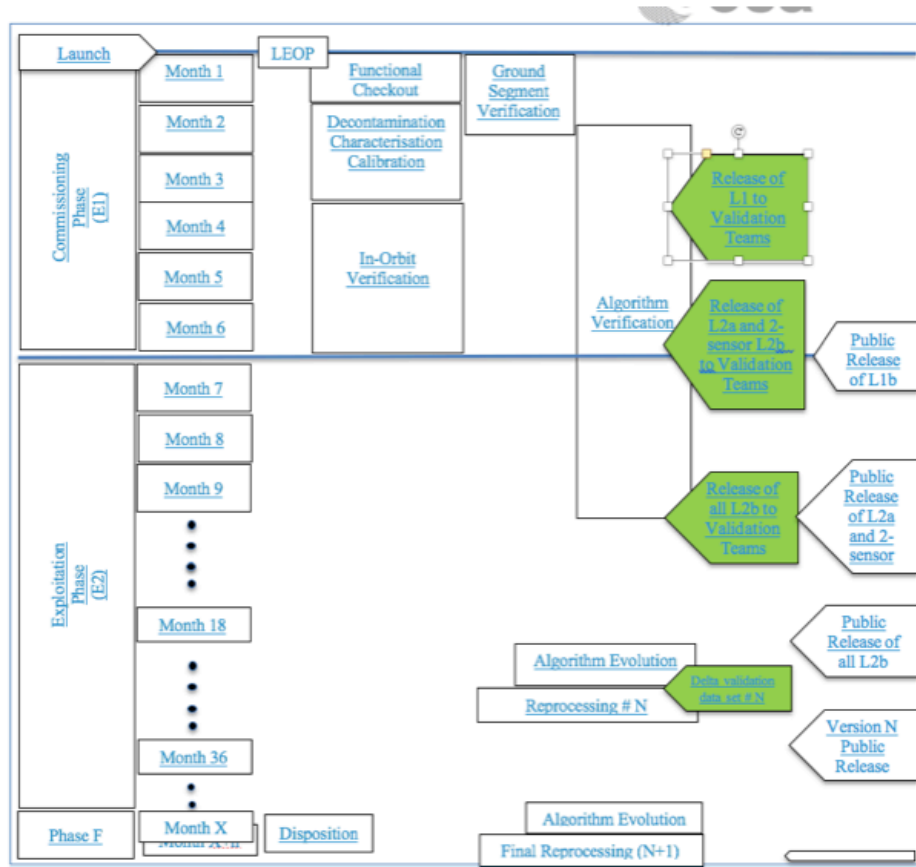 esa
Launch
LEOP
Month 1
Functional
Checkout
Ground
Segment
Verification
Month 2
Decontamination
Characterisation
Calibration
Month 3
Release of
L1 to
Validation
Teams
Commissioning
Phase
(E1)
Month 4
In-Orbit
Verification
Month 5
Algorithm
Verification
Release of
L2a and 2-
sensor L2b
to Validation
Teams
Month 6
Public
Release
of L1b
Month 7
Month 8
Month 9
Release of
all L2b to
Validation
Teams
Public
Release
of L2a
and 2-
sensor
Exploitation
Phase
(E2)
Month 18
Public
Release of
all L2b
Algorithm Evolution
Delta validation
data set # N
Reprocessing # N
Version N
Public
Release
Month 36
Phase F
Month X
Disposition
Algorithm Evolution
Final Reprocessing (N+1)